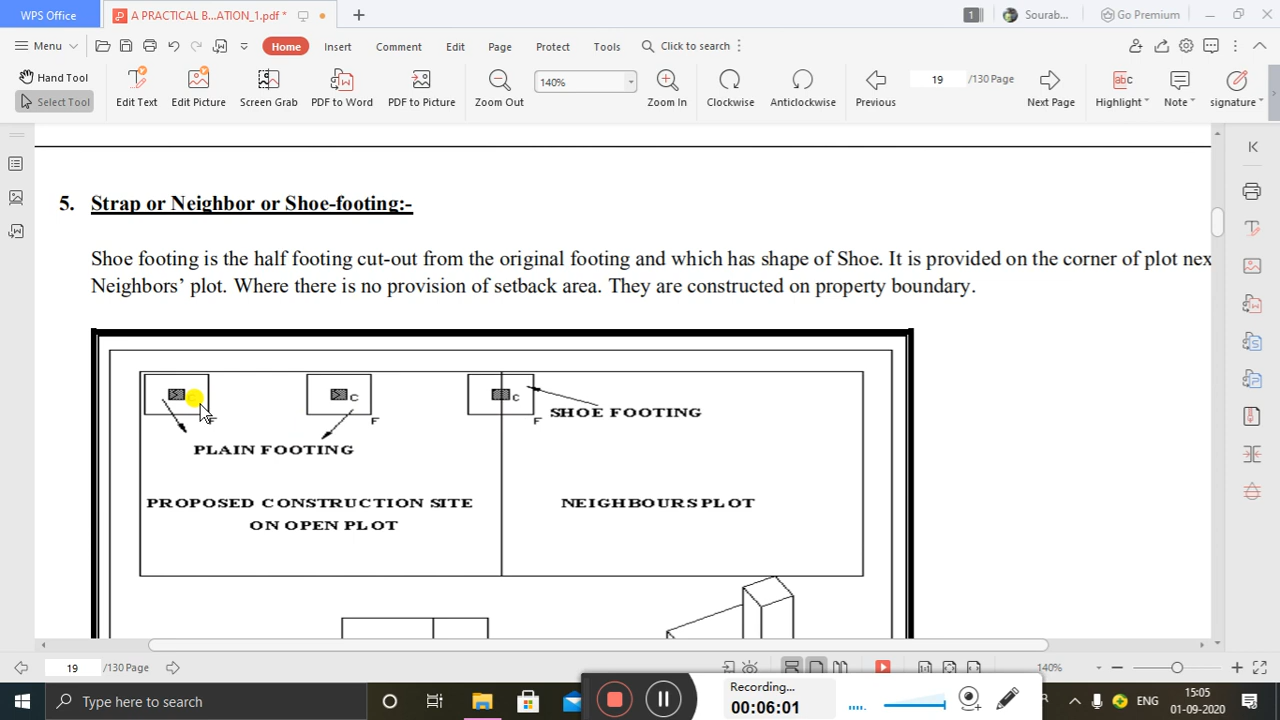 WPS Office
A PRACTICAL B...ATION_1.pdf *
1
Sourab...
Go Premium
Menu
Home
Insert
Comment
Edit
Page
Protect
Tools
Click to search
Hand Tool
Select Tool
Edit Text
Edit Picture
Screen Grab
PDF to Word
PDF to Picture
Zoom Out
140%
Zoom In
Clockwise
Anticlockwise
Previous
19
/130 Page
Next Page
Highlight
Note
signature
5. Strap or Neighbor or Shoe-footing:-
Shoe footing is the half footing cut-out from the original footing and which has shape of Shoe. It is provided on the corner of plot nex
Neighbors' plot. Where there is no provision of setback area. They are constructed on property boundary.
C
C
C
F
F
F
SHOE FOOTING
PLAIN FOOTING
PROPOSED CONSTRUCTION SITE
ON OPEN PLOT
NEIGHBOURS PLOT
19
/130 Page
140%
Type here to search
Recording...
00:06:01
ENG
15:05
01-09-2020